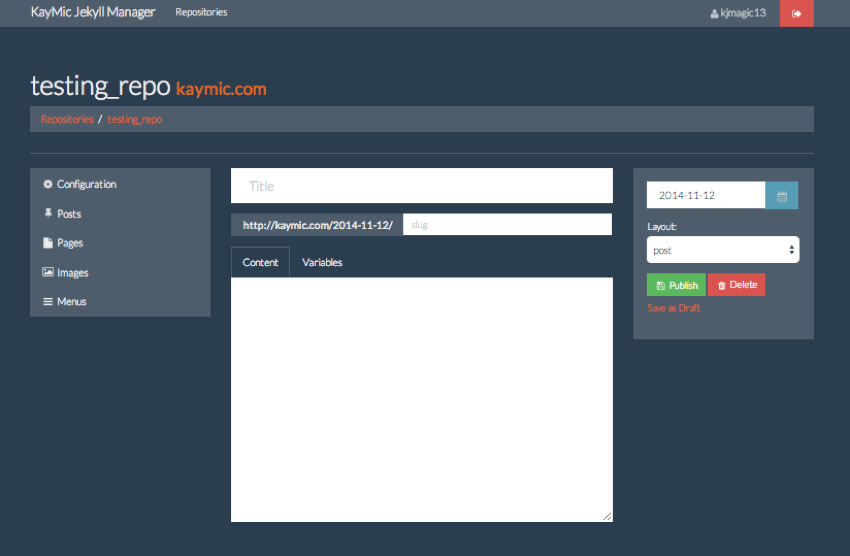 KayMic Jekyll Manager Repositories kjmagic13
testing_repo kaymic.com
Repositories / testing_repo
Configuration
Posts
Pages
Images
Menus
Title
http://kaymic.com/2014-11-12/ slug
Content Variables
2014-11-12
Layout:
post
Publish Delete
Save as Draft